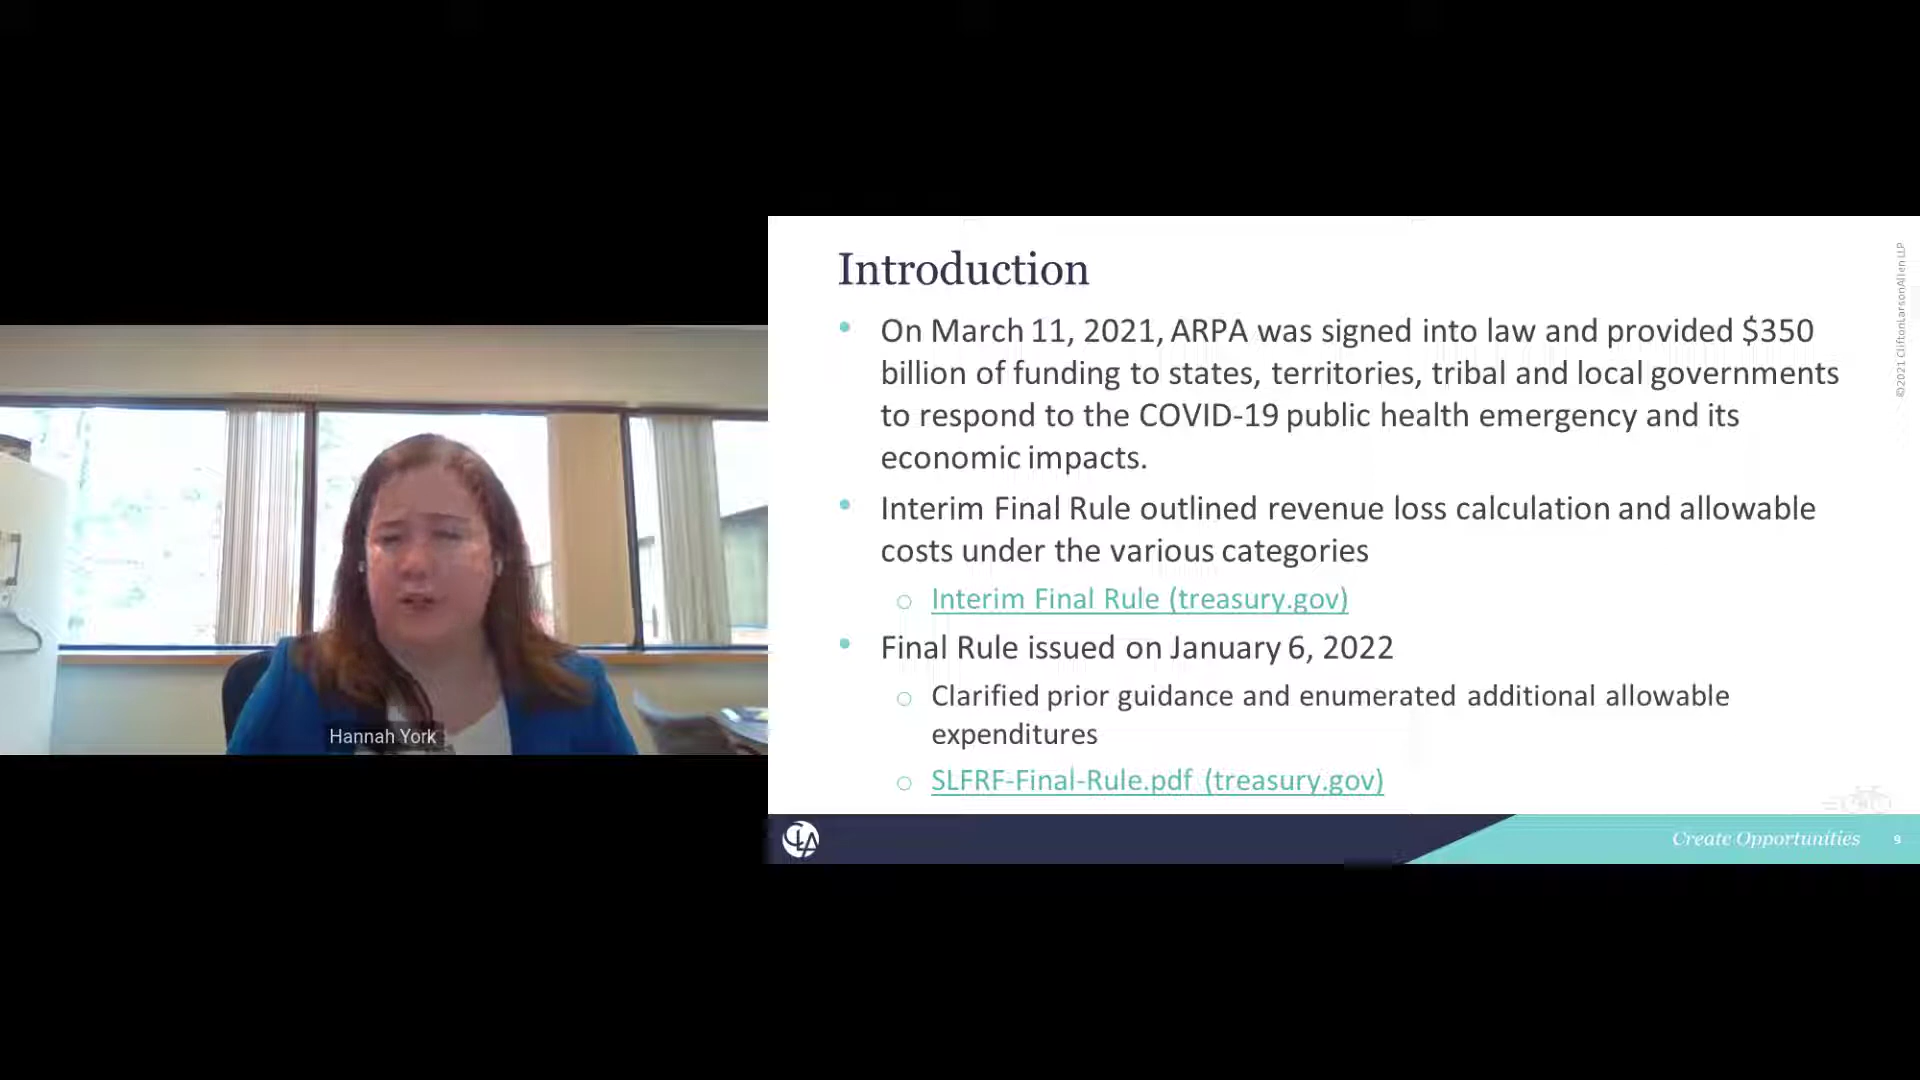 Hannah York
Introduction
• On March 11, 2021, ARPA was signed into law and provided $350
billion of funding to states, territories, tribal and local governments
to respond to the COVID-19 public health emergency and its
economic impacts.
• Interim Final Rule outlined revenue loss calculation and allowable
costs under the various categories
o Interim Final Rule (treasury.gov)
• Final Rule issued on January 6, 2022
o Clarified prior guidance and enumerated additional allowable
expenditures
o SLFRF-Final-Rule.pdf (treasury.gov)
©2021 CliftonLarsonAllen LLP
CLA
Create Opportunities
9